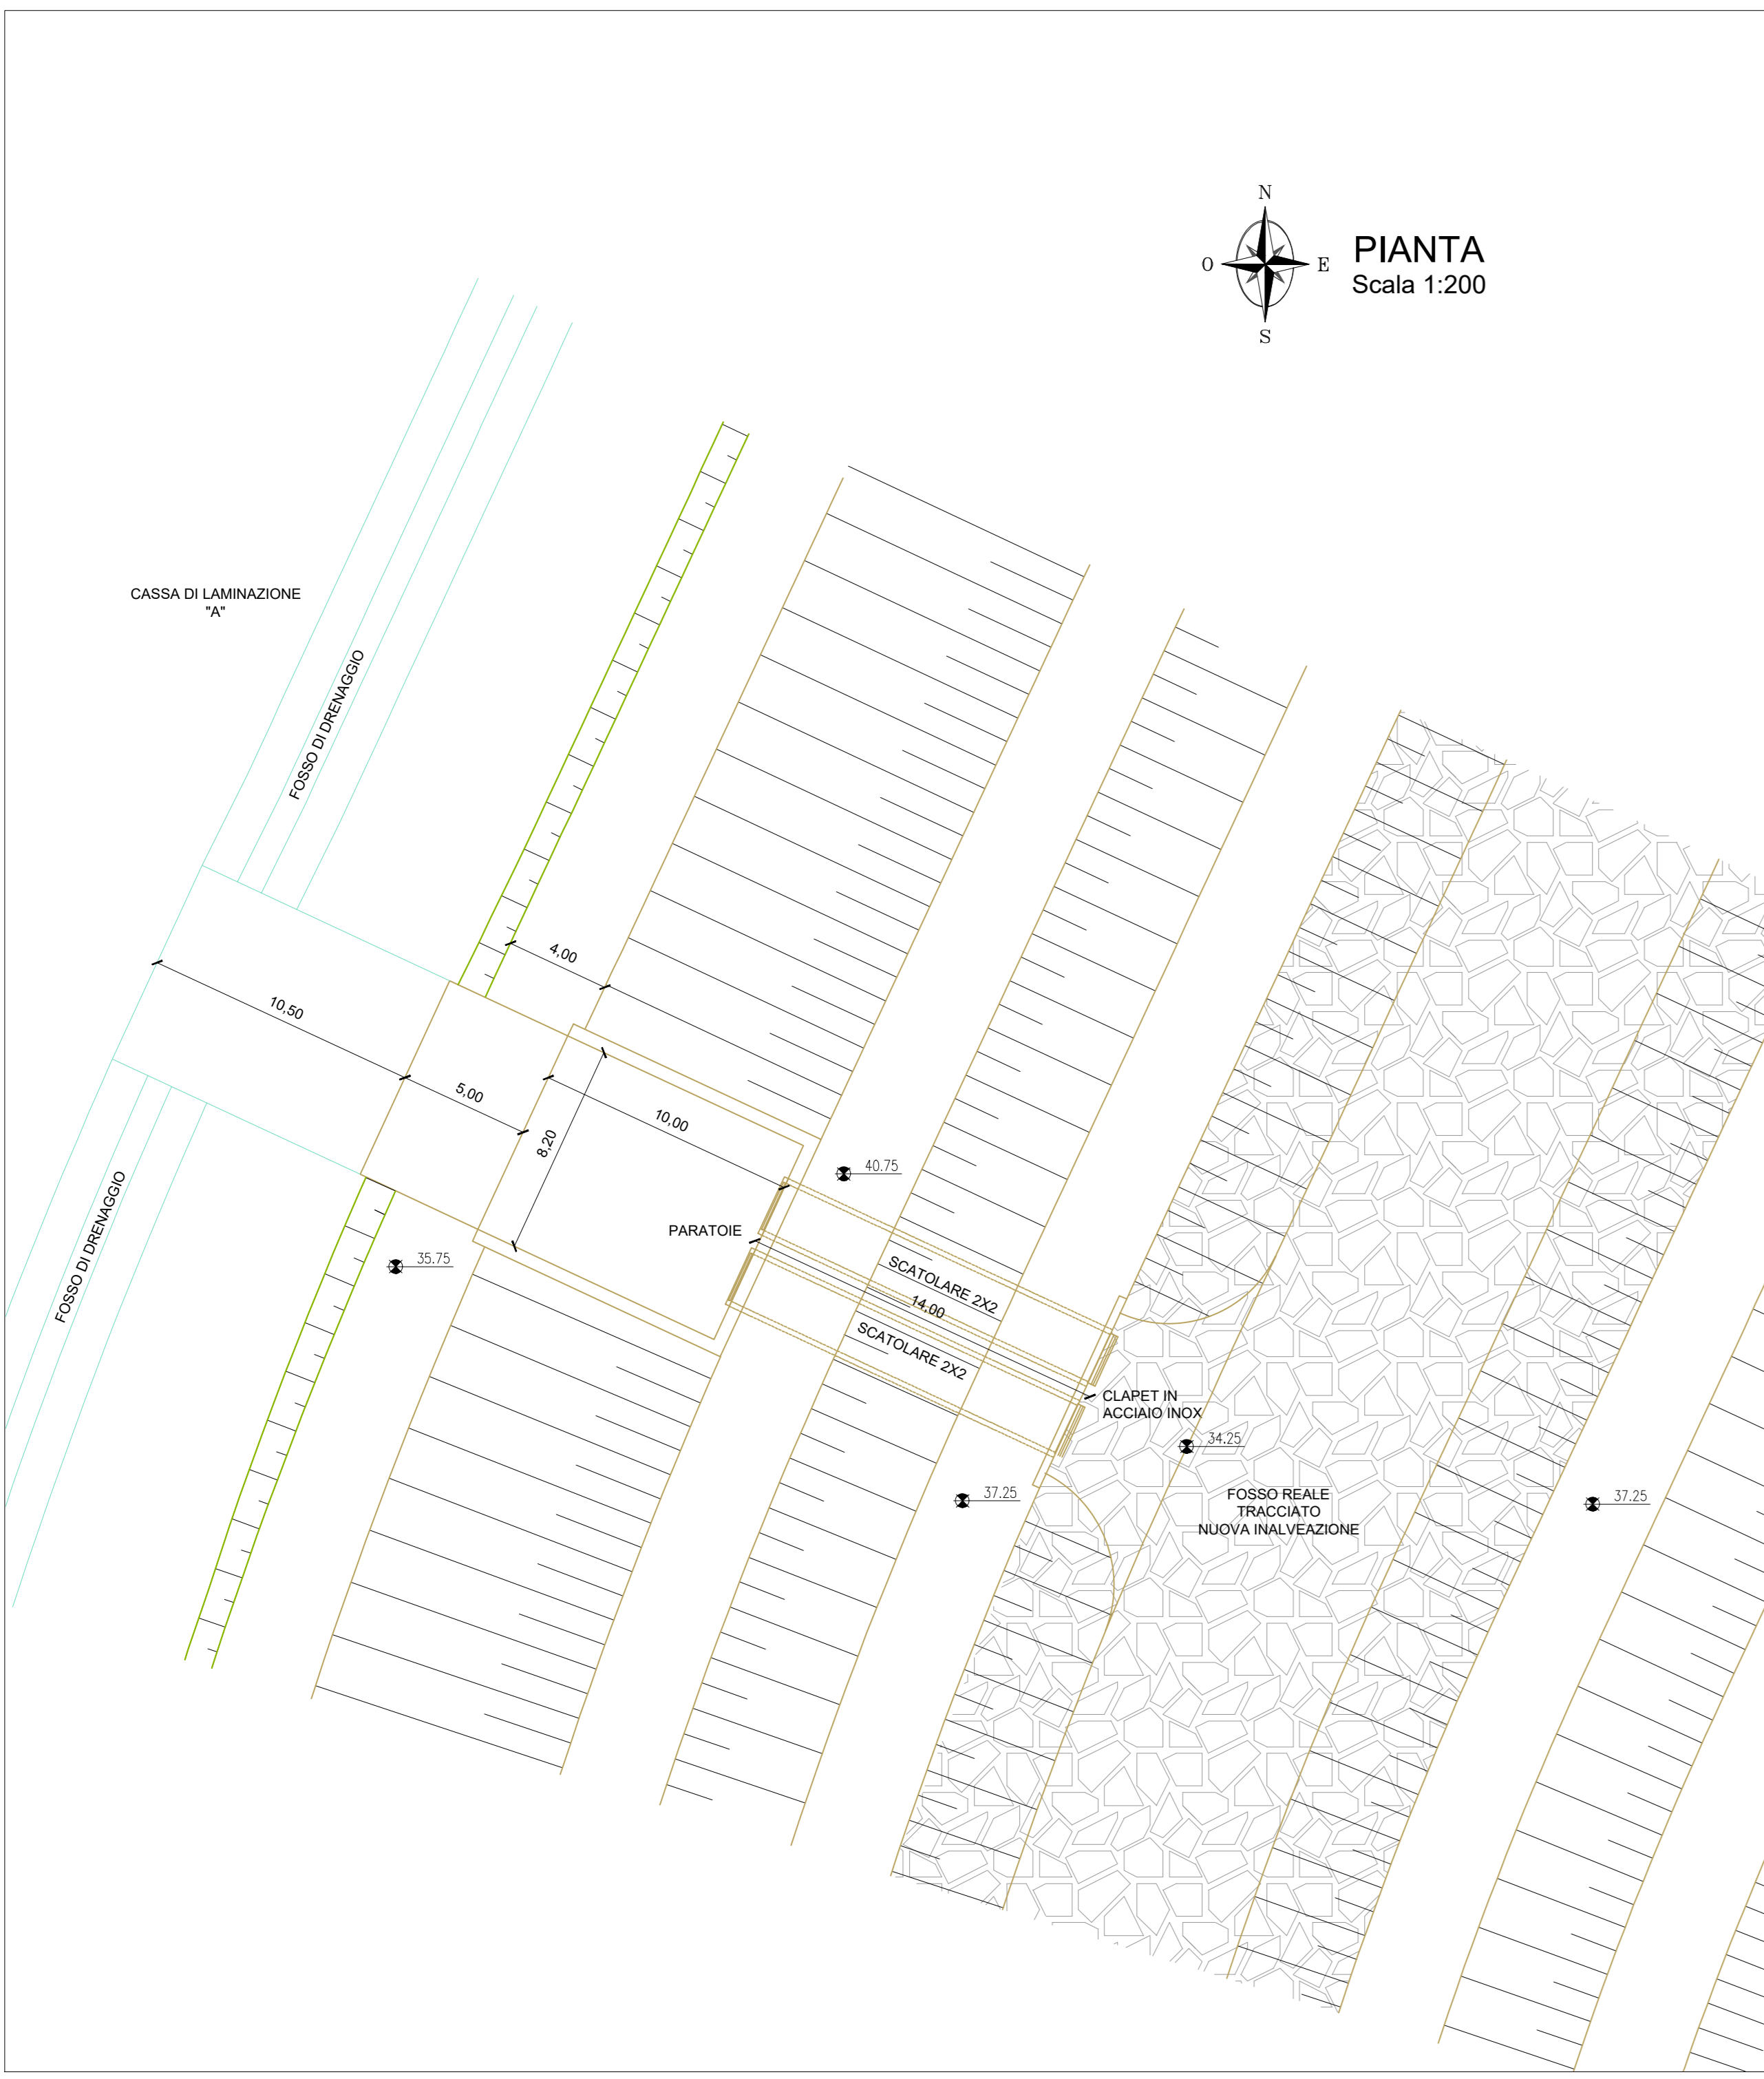 N
O
E
S
PIANTA
Scala 1:200
CASSA DI LAMINAZIONE
"A"
FOSSO DI DRENAGGIO
4,00
10,50
5,00
10,00
8,20
40.75
PARATOIE
FOSSO DI DRENAGGIO
35.75
SCATOLARE 2X2
14,00
SCATOLARE 2X2
CLAPET IN
ACCIAIO INOX
34.25
37.25
FOSSO REALE
TRACCIATO
NUOVA INALVEAZIONE
37.25